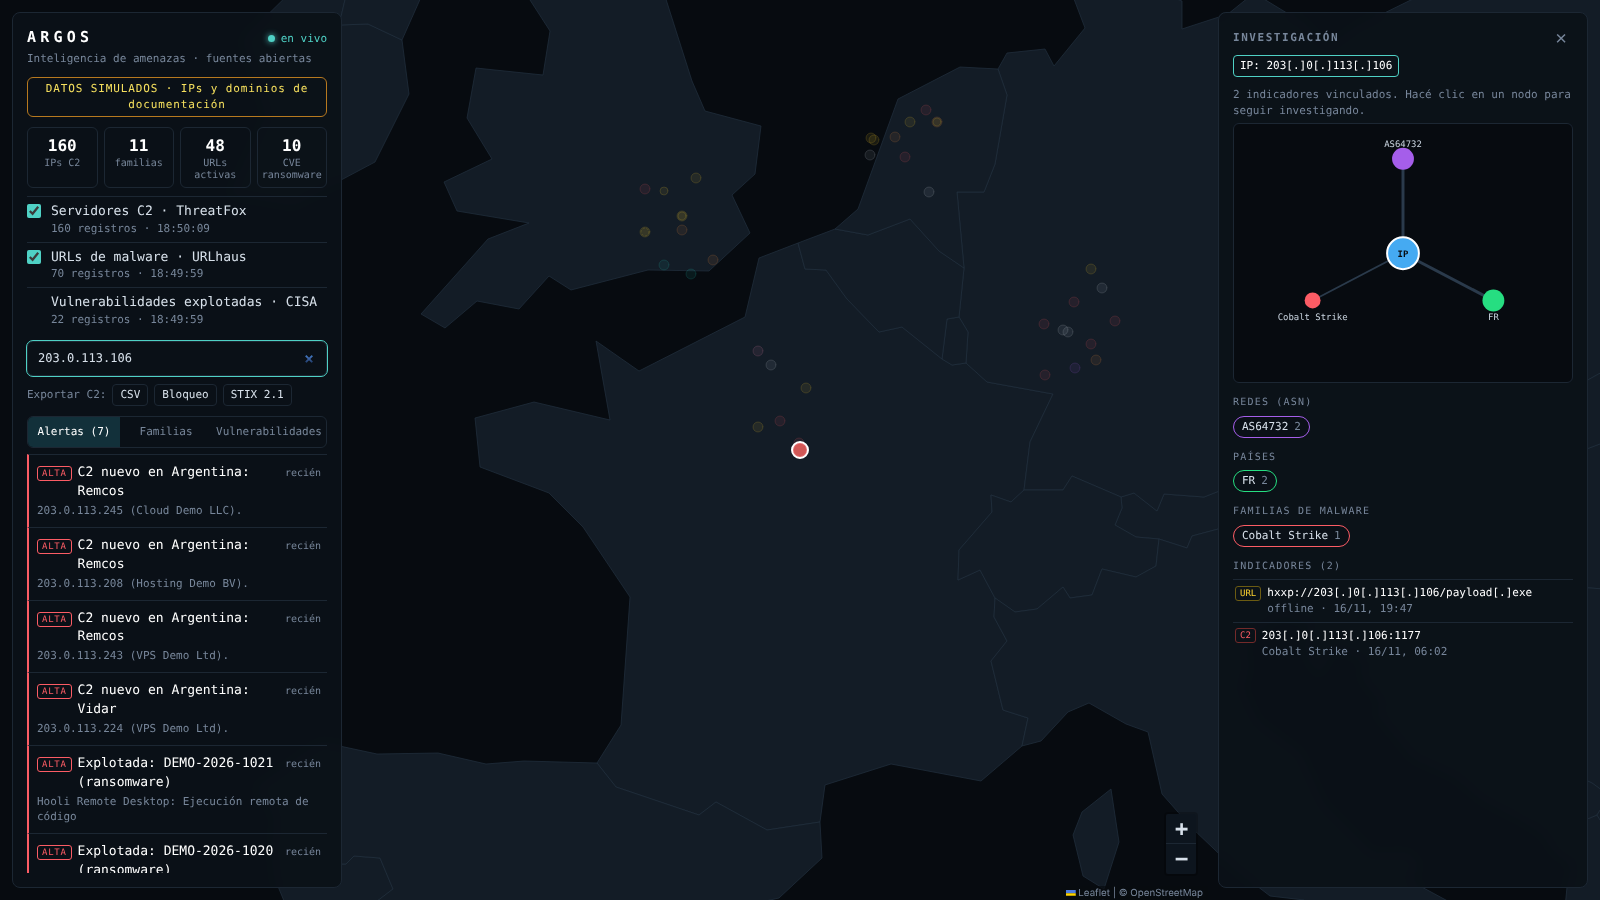 ARGOS
en vivo
Inteligencia de amenazas · fuentes abiertas
DATOS SIMULADOS · IPs y dominios de
documentación
160
IPs C2
11
familias
48
URLs
activas
10
CVE
ransomware
Servidores C2 · ThreatFox
160 registros · 18:50:09
URLs de malware · URLhaus
70 registros · 18:49:59
Vulnerabilidades explotadas · CISA
22 registros · 18:49:59
203.0.113.106
Exportar C2: CSV Bloqueo STIX 2.1
Alertas (7) Familias Vulnerabilidades
ALTA C2 nuevo en Argentina: recién
Remcos
203.0.113.245 (Cloud Demo LLC).
ALTA C2 nuevo en Argentina: recién
Remcos
203.0.113.208 (Hosting Demo BV).
ALTA C2 nuevo en Argentina: recién
Remcos
203.0.113.243 (VPS Demo Ltd).
ALTA C2 nuevo en Argentina: recién
Vidar
203.0.113.224 (VPS Demo Ltd).
ALTA Explotada: DEMO-2026-1021 recién
(ransomware)
Hooli Remote Desktop: Ejecución remota de
código
ALTA Explotada: DEMO-2026-1020 recién
(ransomware)
+
−
Leaflet | © OpenStreetMap
INVESTIGACIÓN
×
IP: 203[.]0[.]113[.]106
2 indicadores vinculados. Hacé clic en un nodo para
seguir investigando.
AS64732
IP
Cobalt Strike
FR
REDES (ASN)
AS64732 2
PAÍSES
FR 2
FAMILIAS DE MALWARE
Cobalt Strike 1
INDICADORES (2)
URL hxxp://203[.]0[.]113[.]106/payload[.]exe
offline · 16/11, 19:47
C2 203[.]0[.]113[.]106:1177
Cobalt Strike · 16/11, 06:02